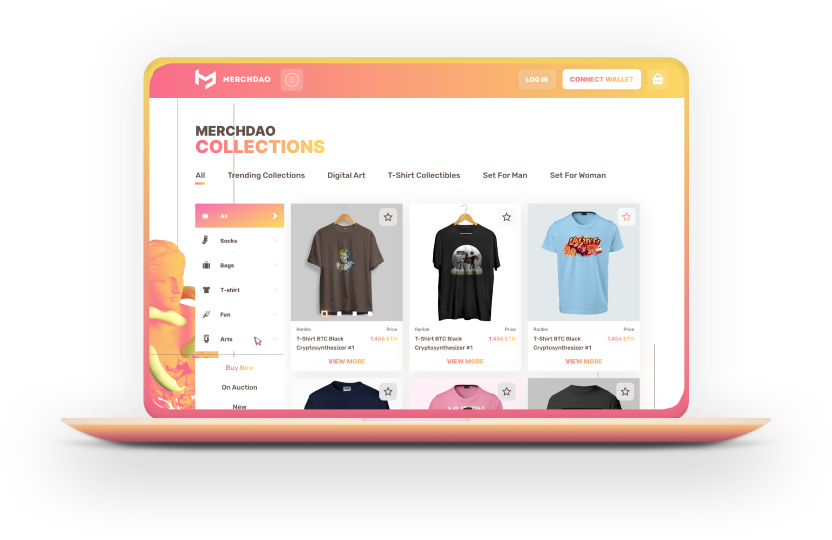 MERCHDAO
LOG IN
CONNECT WALLET
MERCHDAO
COLLECTIONS
All
Trending Collections
Digital Art
T-Shirt Collectibles
Set For Man
Set For Woman
All
Socks
Bags
T-shirt
Fun
Arts
Buy Now
On Auction
New
Rarible
Price
T-Shirt BTC Black
1.456 ETH
Cryptosynthesizer #1
VIEW MORE
Rarible
Price
T-Shirt BTC Black
1.456 ETH
Cryptosynthesizer #1
VIEW MORE
Rarible
Price
T-Shirt BTC Black
1.456 ETH
Cryptosynthesizer #1
VIEW MORE